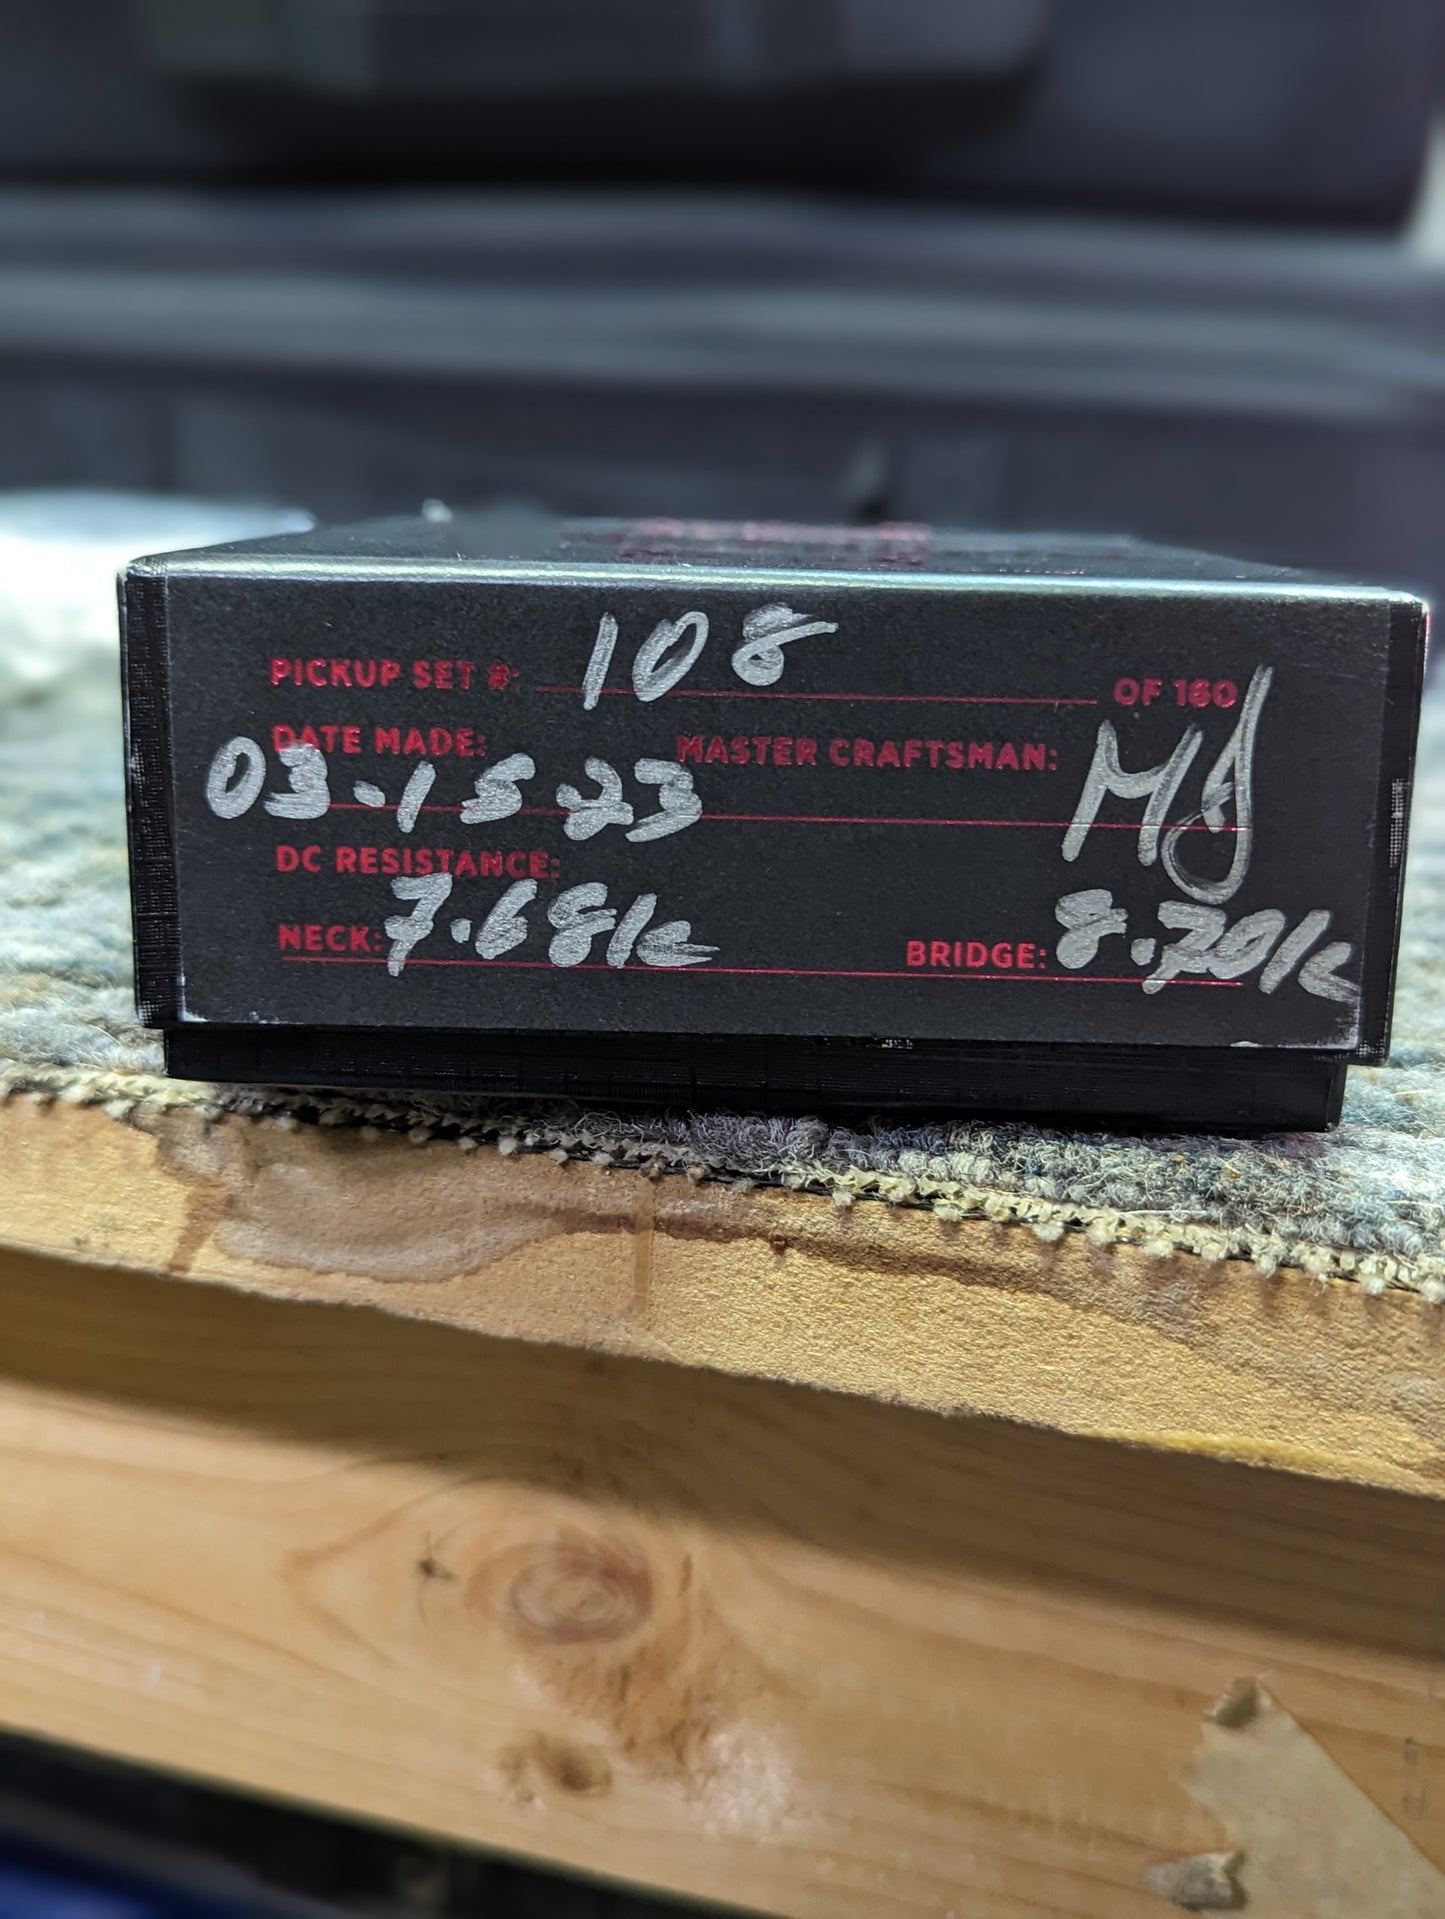 PICKUP SET #: 108 OF 160
DATE MADE: MASTER CRAFTSMAN: MJ
03.15.23
DC RESISTANCE:
NECK: 7.68k BRIDGE: 8.70k